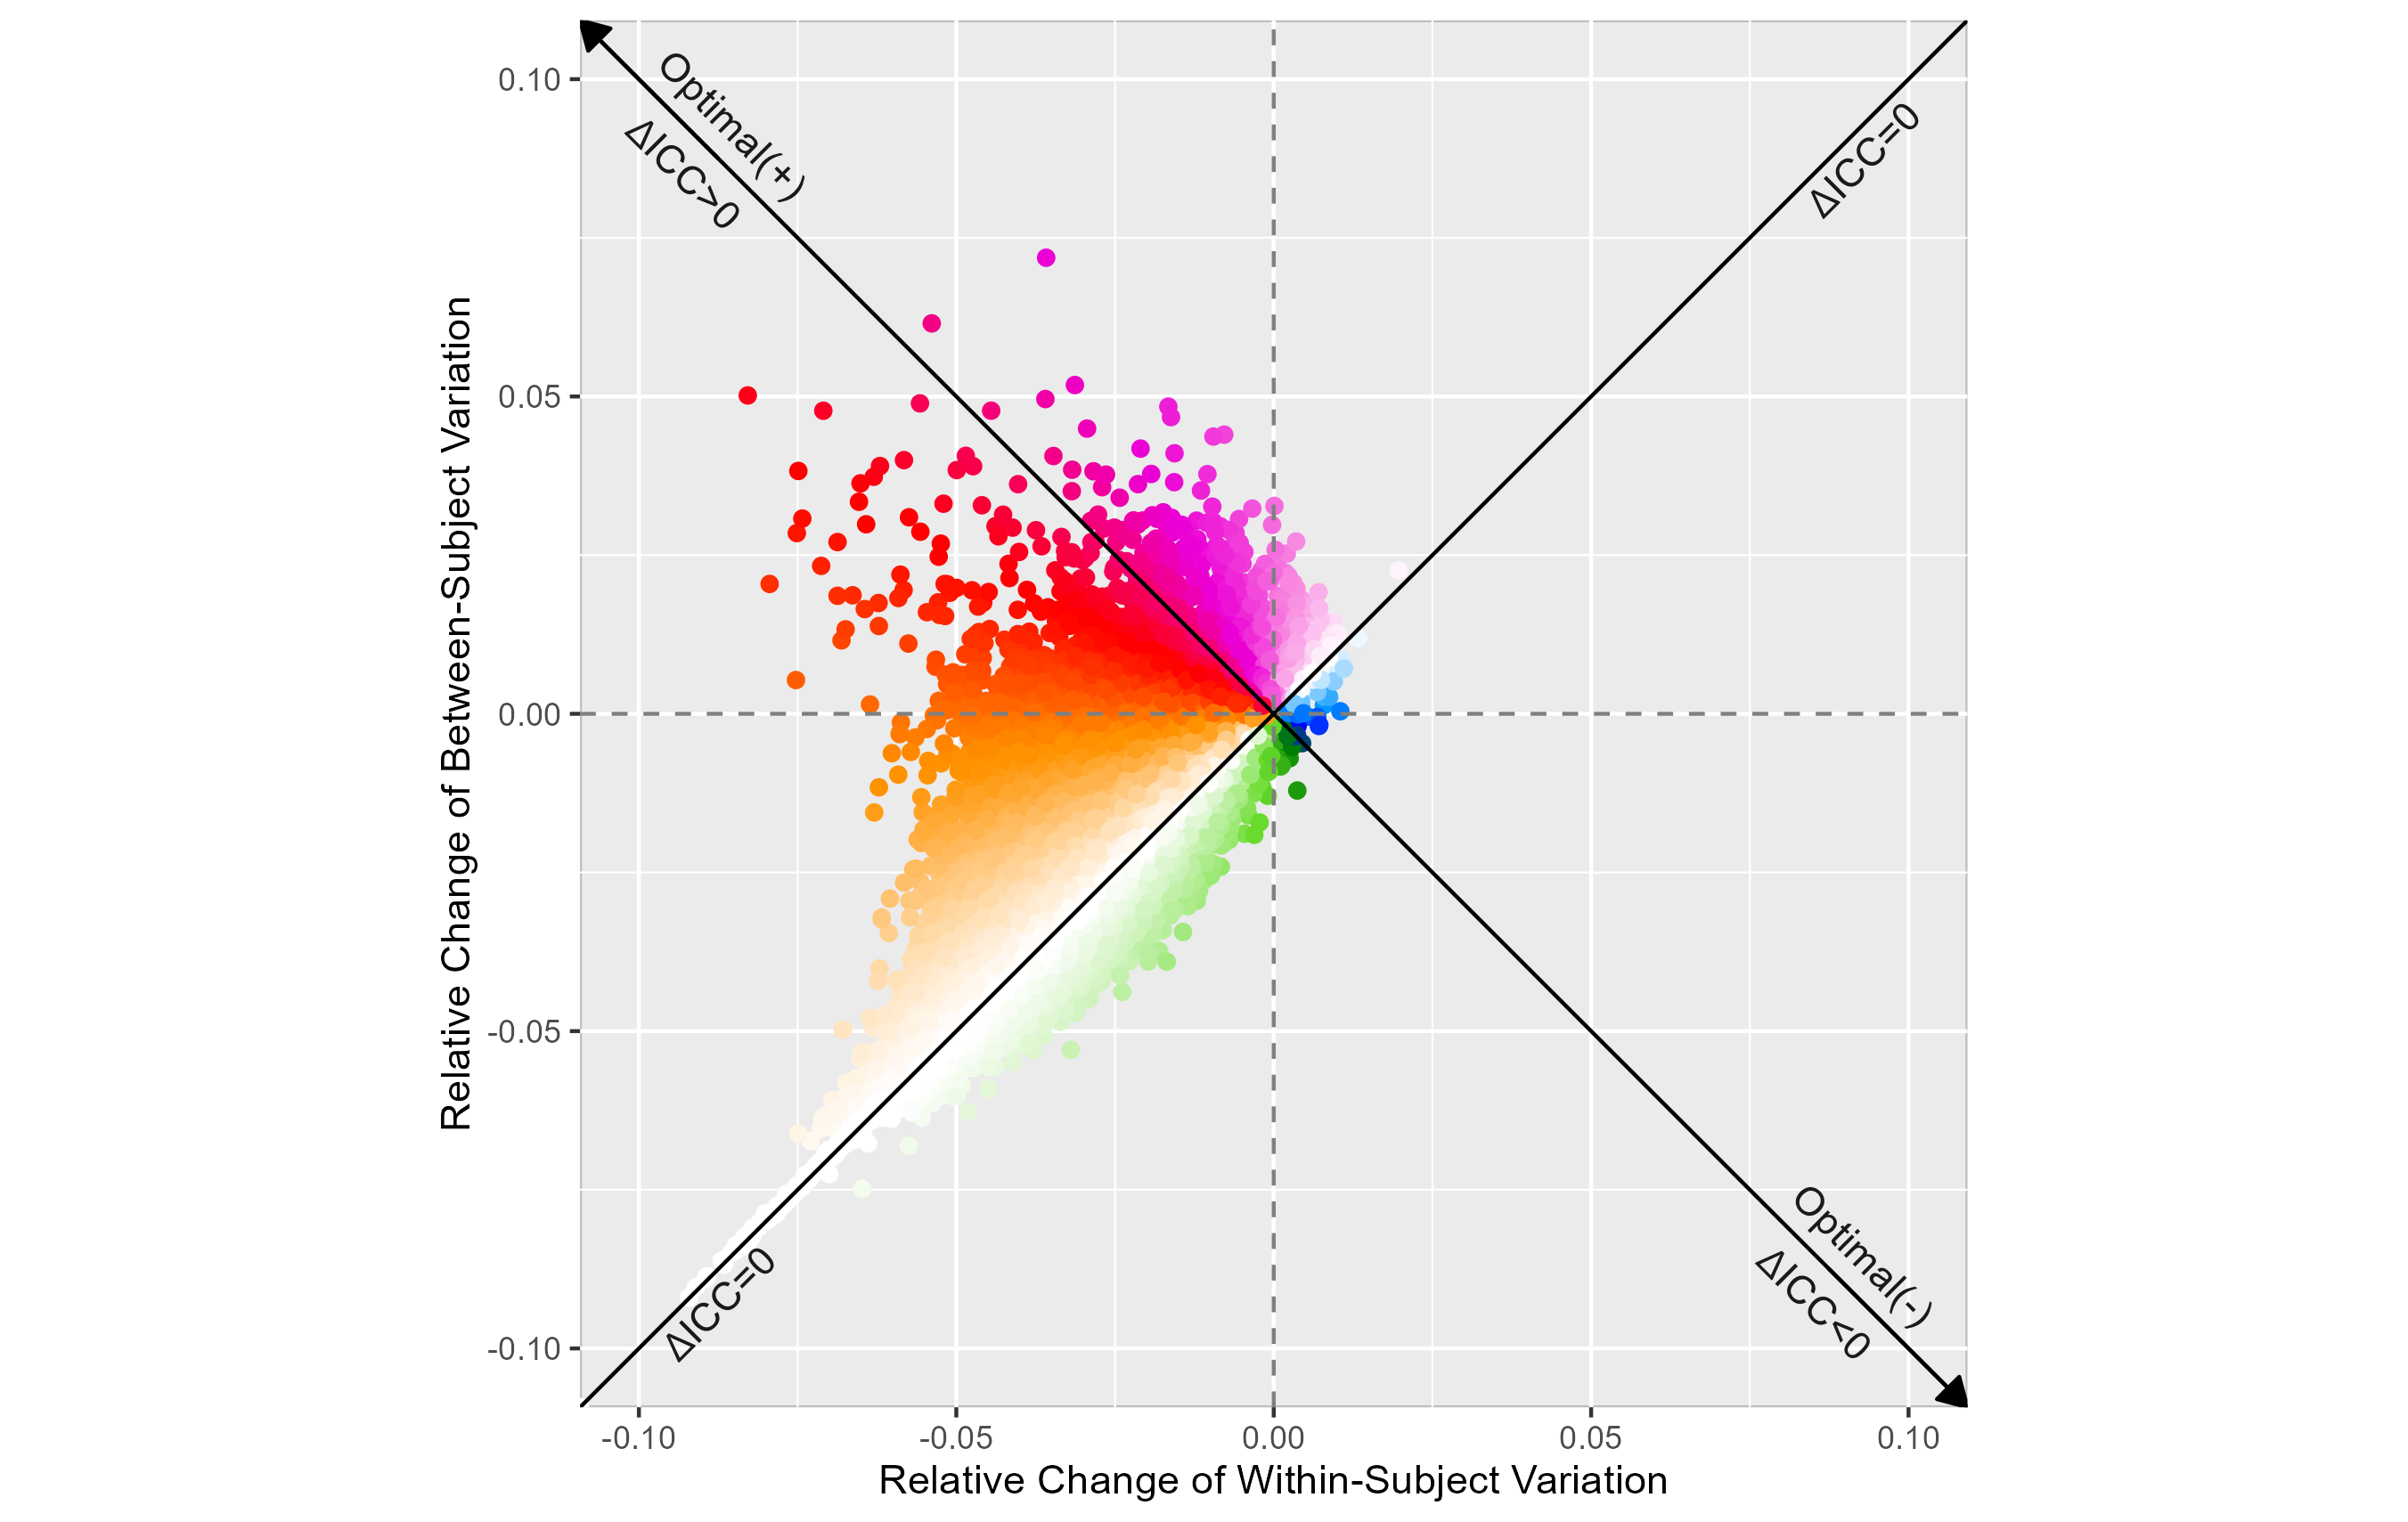 Optimal(+)
ΔICC>0
ΔICC=0
0.10
0.05
0.00
-0.05
-0.10
Relative Change of Between-Subject Variation
ΔICC=0
Optimal(-)
ΔICC<0
-0.10
-0.05
0.00
0.05
0.10
Relative Change of Within-Subject Variation